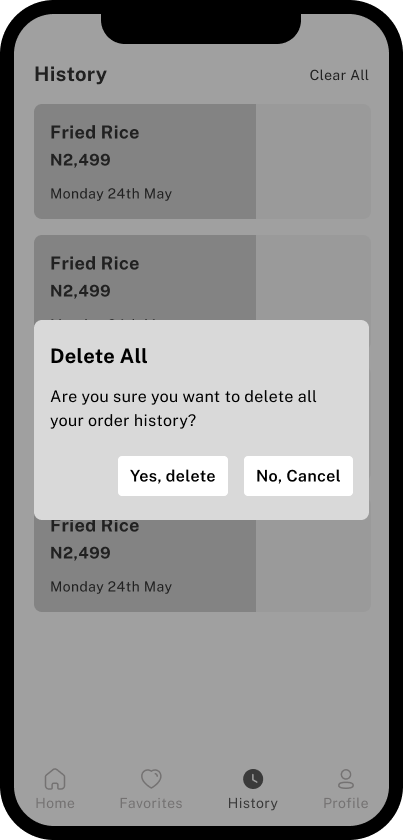 History
Clear All
Fried Rice
N2,499
Monday 24th May
Fried Rice
N2,499
Delete All
Are you sure you want to delete all
your order history?
Yes, delete
No, Cancel
Fried Rice
N2,499
Monday 24th May
Home
Favorites
History
Profile